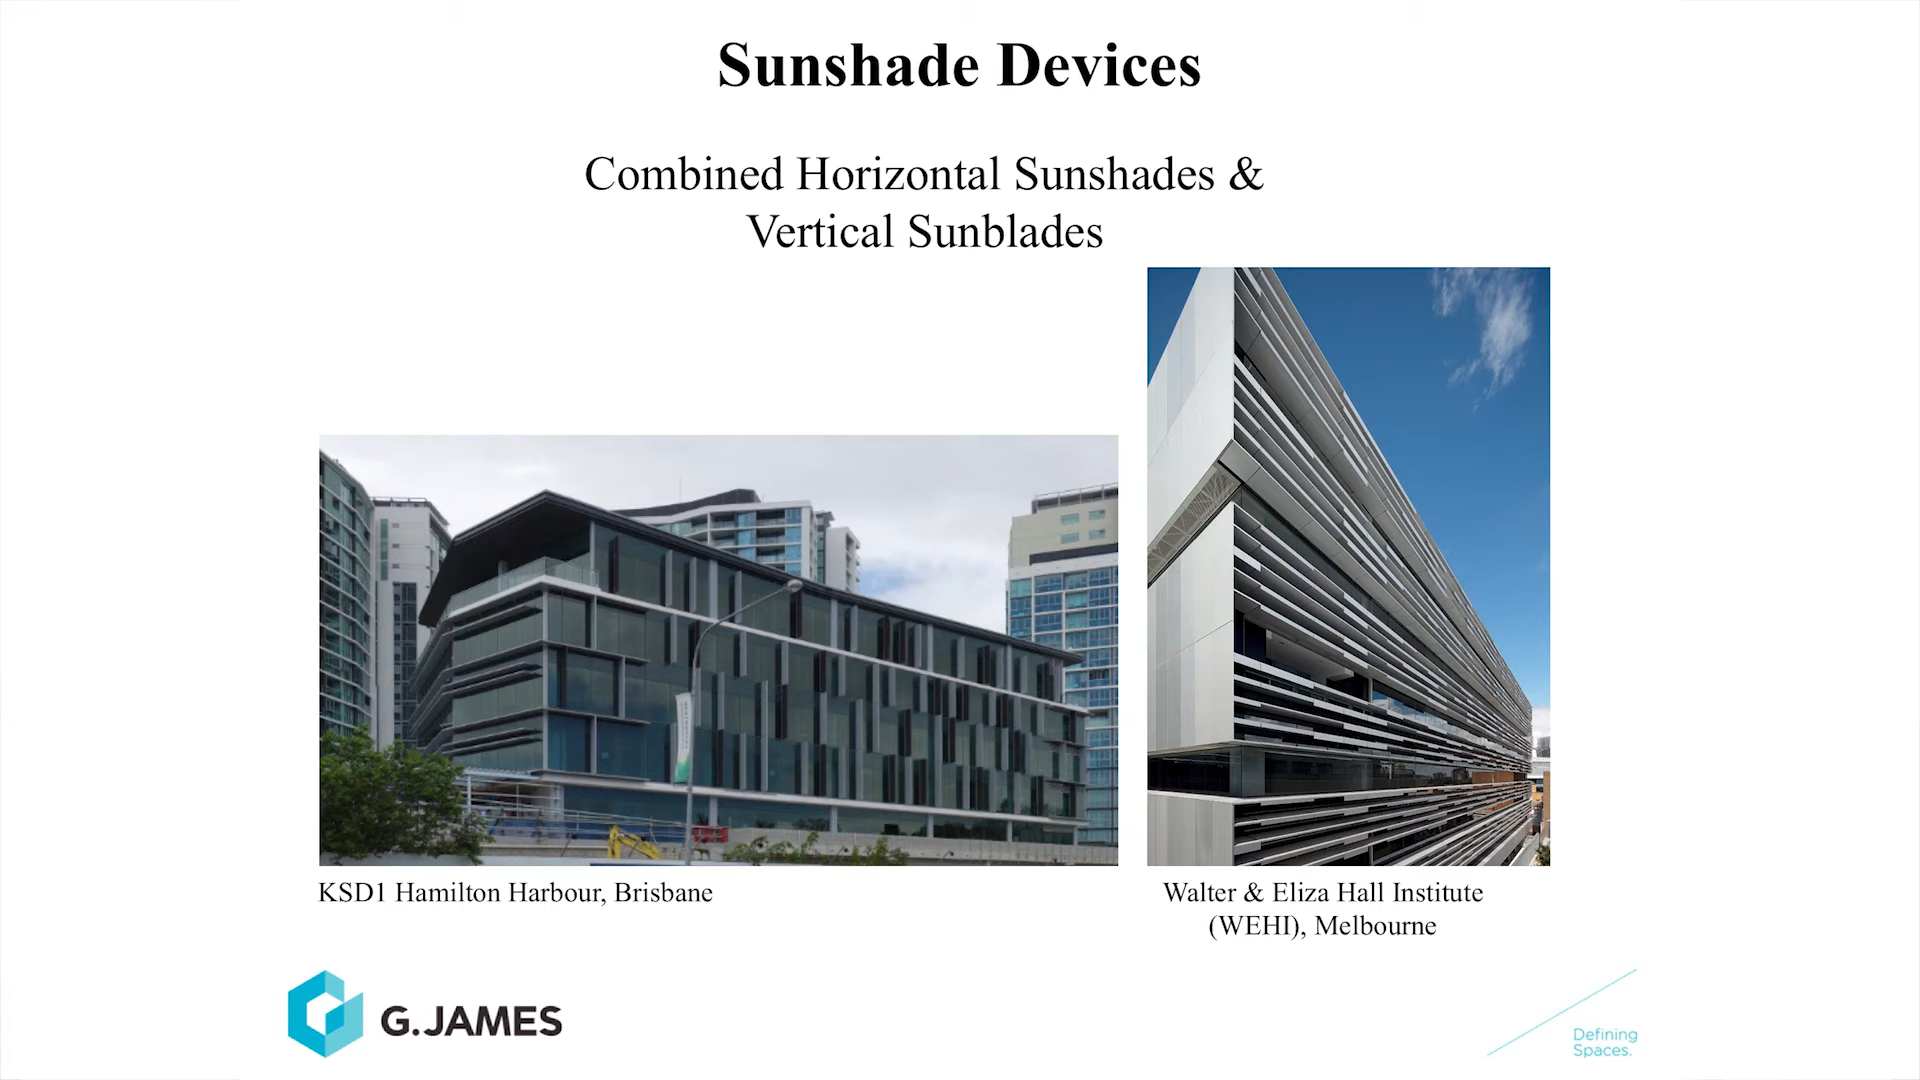 Sunshade Devices
Combined Horizontal Sunshades &
Vertical Sunblades
KSD1 Hamilton Harbour, Brisbane
Walter & Eliza Hall Institute
(WEHI), Melbourne
G.JAMES
Defining
Spaces.